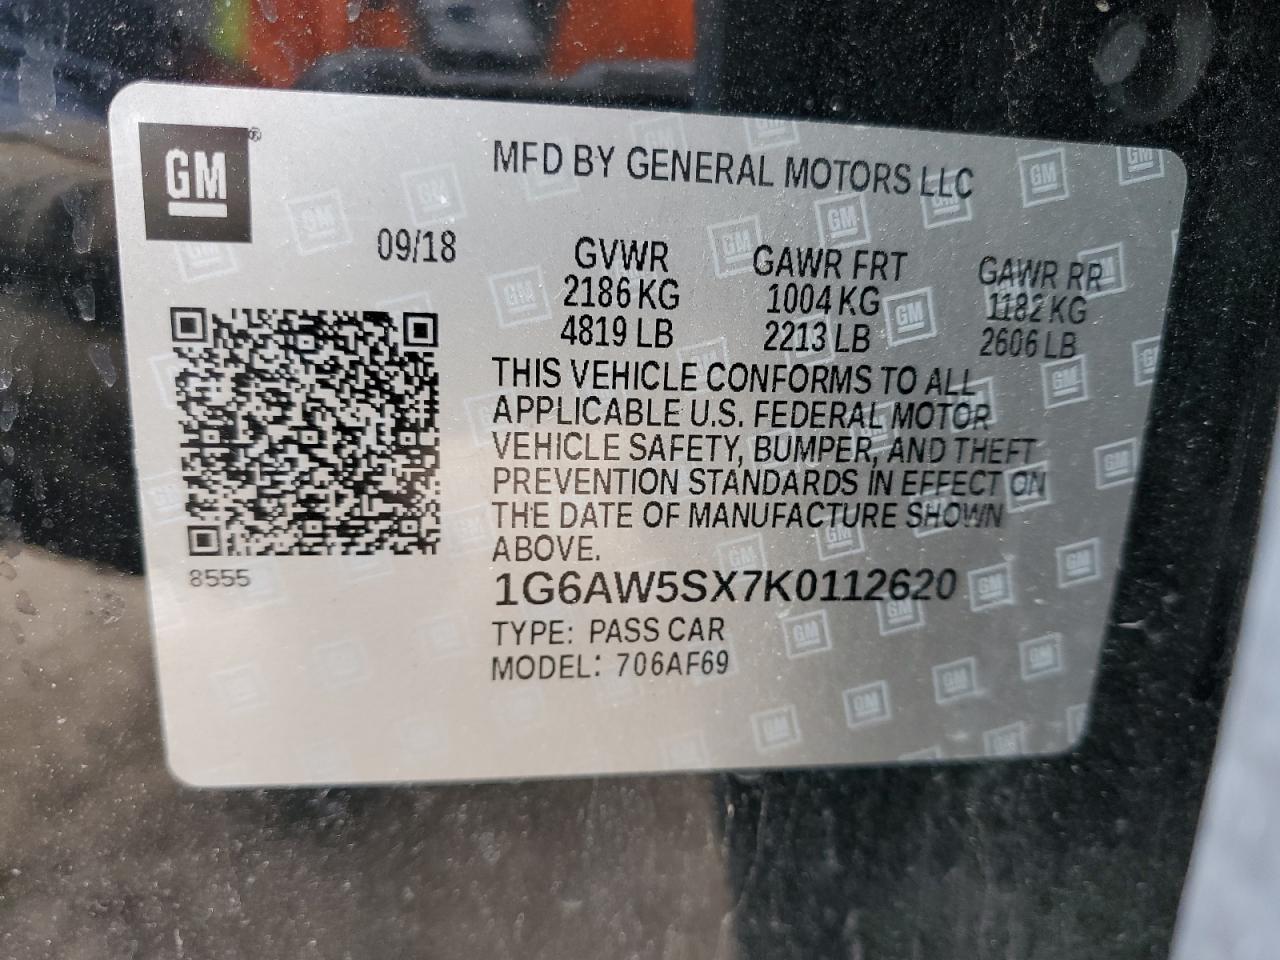 GM®
MFD BY GENERAL MOTORS LLC
09/18
GVWR GAWR FRT GAWR RR
2186 KG 1004 KG 1182 KG
4819 LB 2213 LB 2606 LB
THIS VEHICLE CONFORMS TO ALL
APPLICABLE U.S. FEDERAL MOTOR
VEHICLE SAFETY, BUMPER, AND THEFT
PREVENTION STANDARDS IN EFFECT ON
THE DATE OF MANUFACTURE SHOWN
ABOVE.
8555
1G6AW5SX7K0112620
TYPE: PASS CAR
MODEL: 706AF69